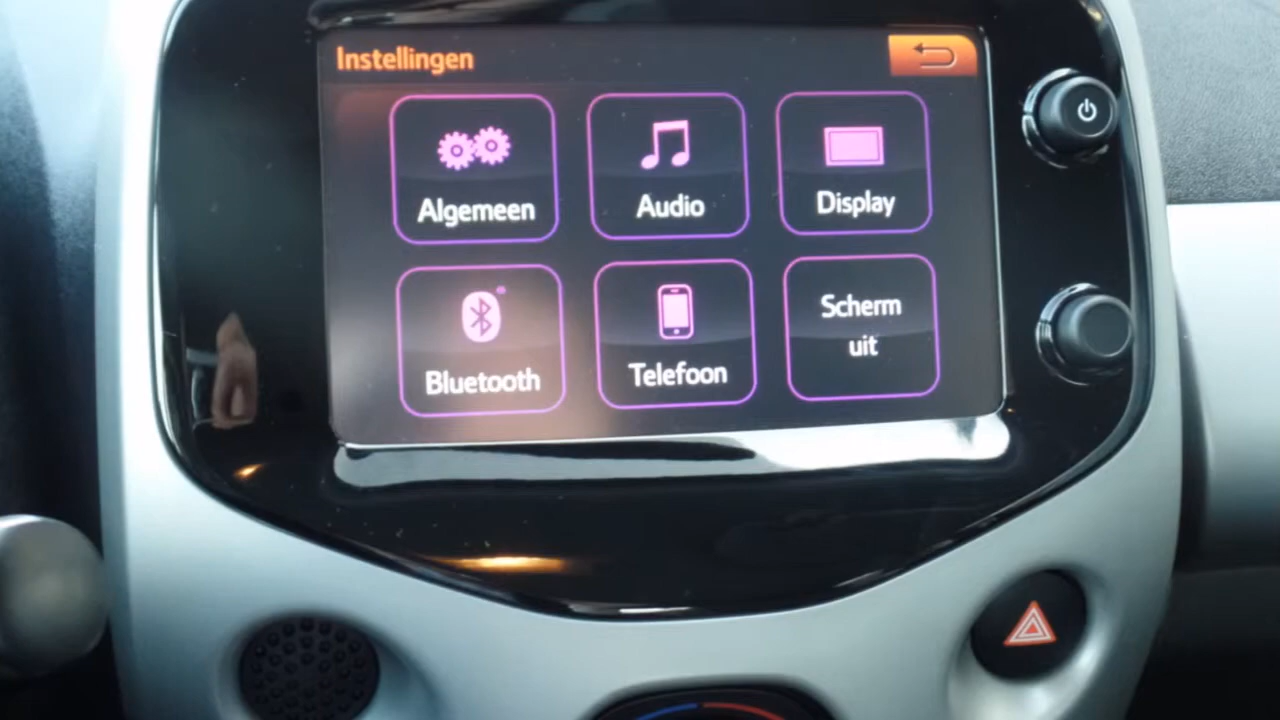 Instellingen
Algemeen
Audio
Display
Bluetooth
Telefoon
Scherm
uit